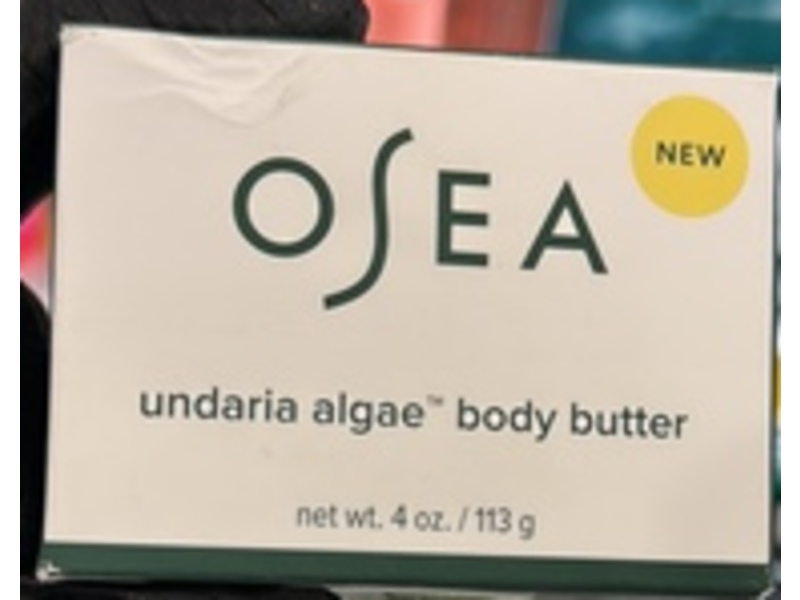 NEW
OSEA
undaria algae™ body butter
net wt. 4 oz. / 113 g